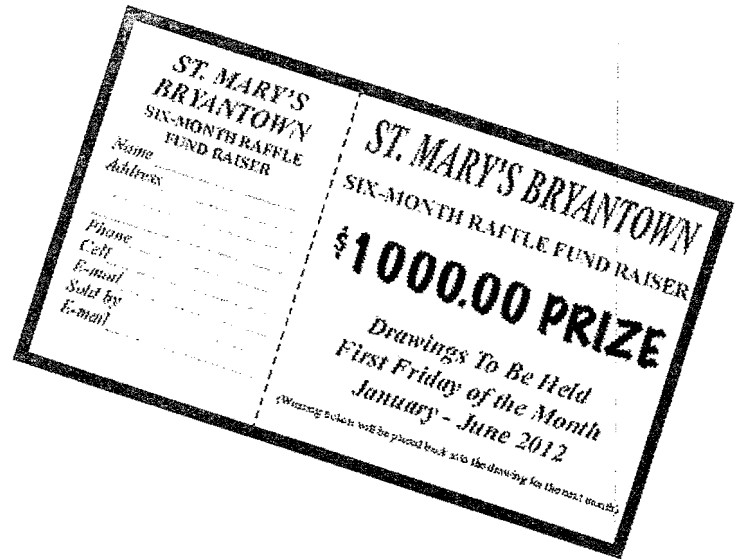 ST. MARY'S
BRYANTOWN
SIX-MONTH RAFFLE
FUND RAISER
Name
Address
Phone
Cell
E-mail
Sold by
E-mail
ST. MARY'S BRYANTOWN
SIX-MONTH RAFFLE FUND RAISER
$1000.00 PRIZE
Drawings To Be Held
First Friday of the Month
January - June 2012
(Winning tickets will be placed back into the drawing for the next month)